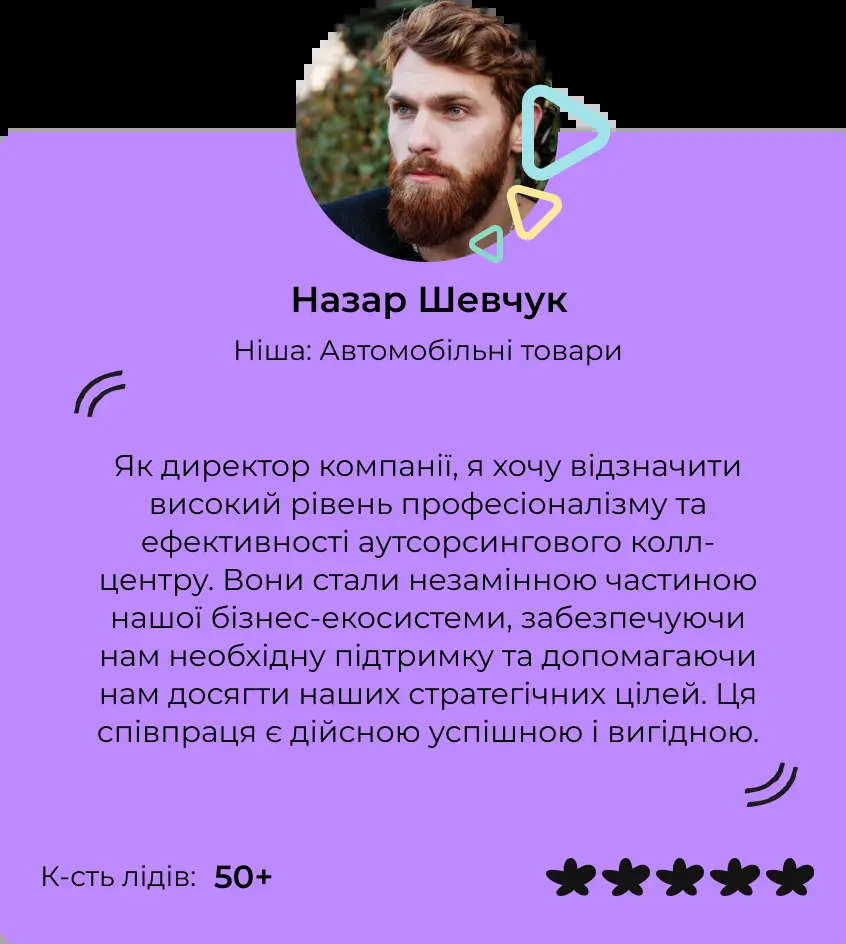 Назар Шевчук
Ніша: Автомобільні товари
Як директор компанії, я хочу відзначити
високий рівень професіоналізму та
ефективності аутсорсингового колл-
центру. Вони стали незамінною частиною
нашої бізнес-екосистеми, забезпечуючи
нам необхідну підтримку та допомагаючи
нам досягти наших стратегічних цілей. Ця
співпраця є дійсною успішною і вигідною.
К-сть лідів: 50+